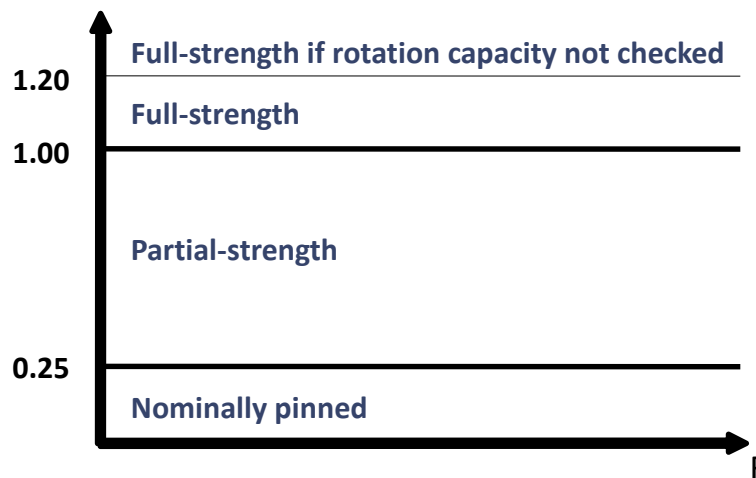 Full-strength if rotation capacity not checked
1.20
Full-strength
1.00
Partial-strength
0.25
Nominally pinned